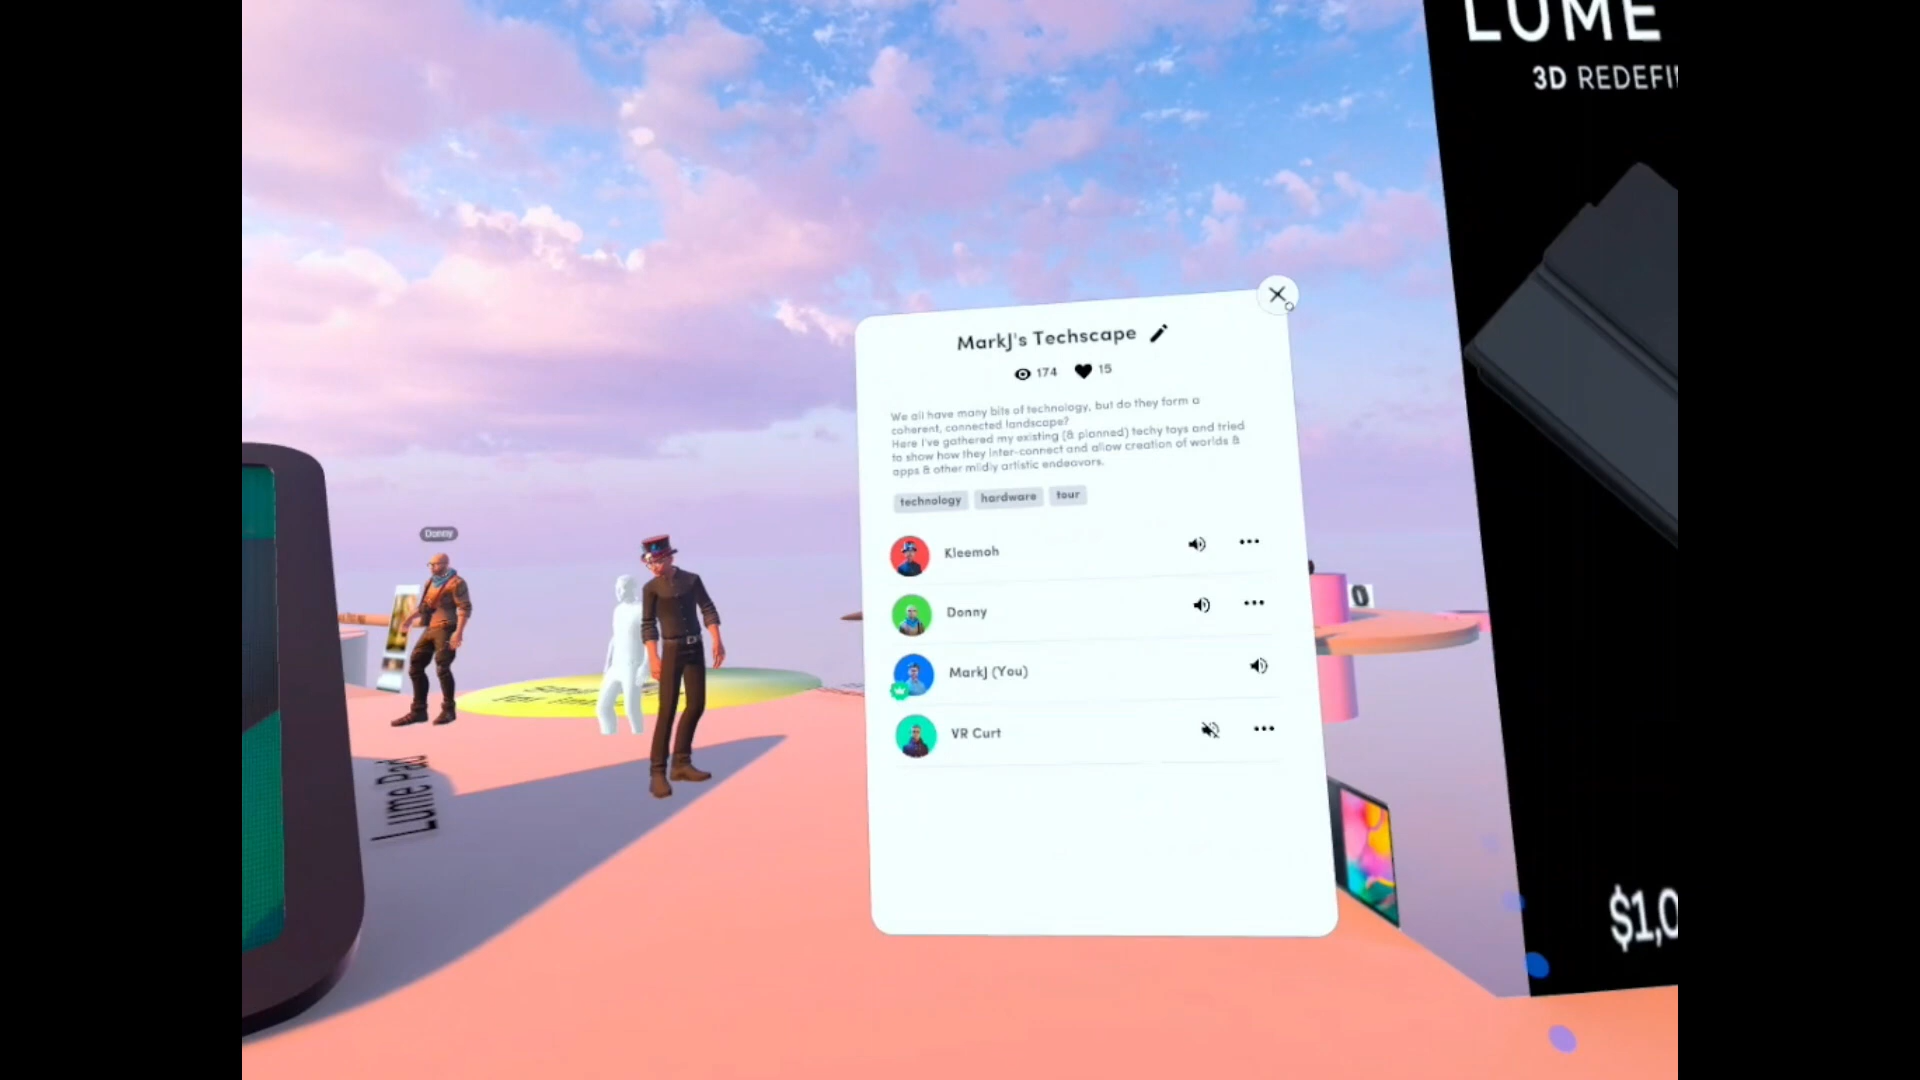 LUME
3D REDEFI
MarkJ's Techscape
174 15
We all have many bits of technology, but do they form a
coherent, connected landscape?
Here I've gathered my existing (& planned) techy toys and tried
to show how they inter-connect and allow creation of worlds &
apps & other mildly artistic endeavors.
technology hardware tour
Donny
Kleemoh
Donny
MarkJ (You)
VR Curt
Lume Pad
$1,0